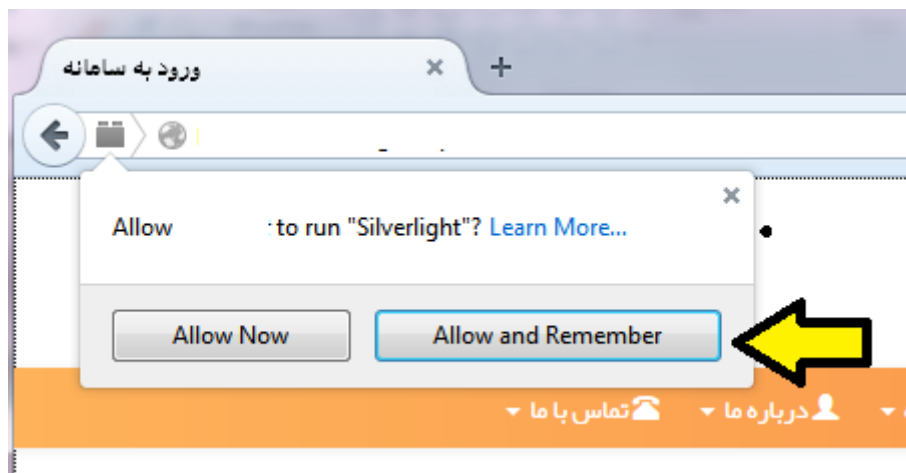 ورود به سامانه
Allow to run "Silverlight"? Learn More...
Allow Now
Allow and Remember
درباره ما
تماس با ما